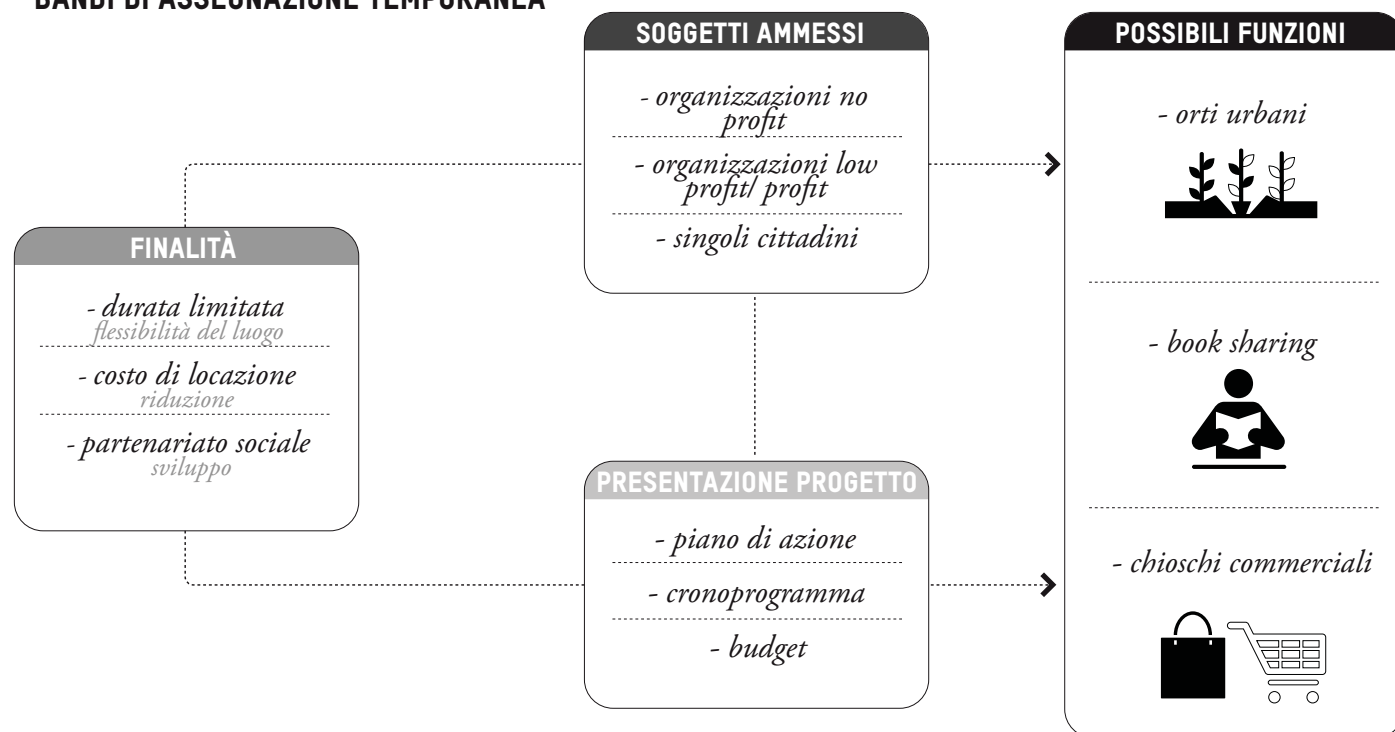 BANDI DI ASSEGNAZIONE TEMPORANEA
FINALITÀ
- durata limitata
flessibilità del luogo
- costo di locazione
riduzione
- partenariato sociale
sviluppo
SOGGETTI AMMESSI
- organizzazioni no
profit
- organizzazioni low
profit/ profit
- singoli cittadini
PRESENTAZIONE PROGETTO
- piano di azione
- cronoprogramma
- budget
POSSIBILI FUNZIONI
- orti urbani
- book sharing
- chioschi commerciali